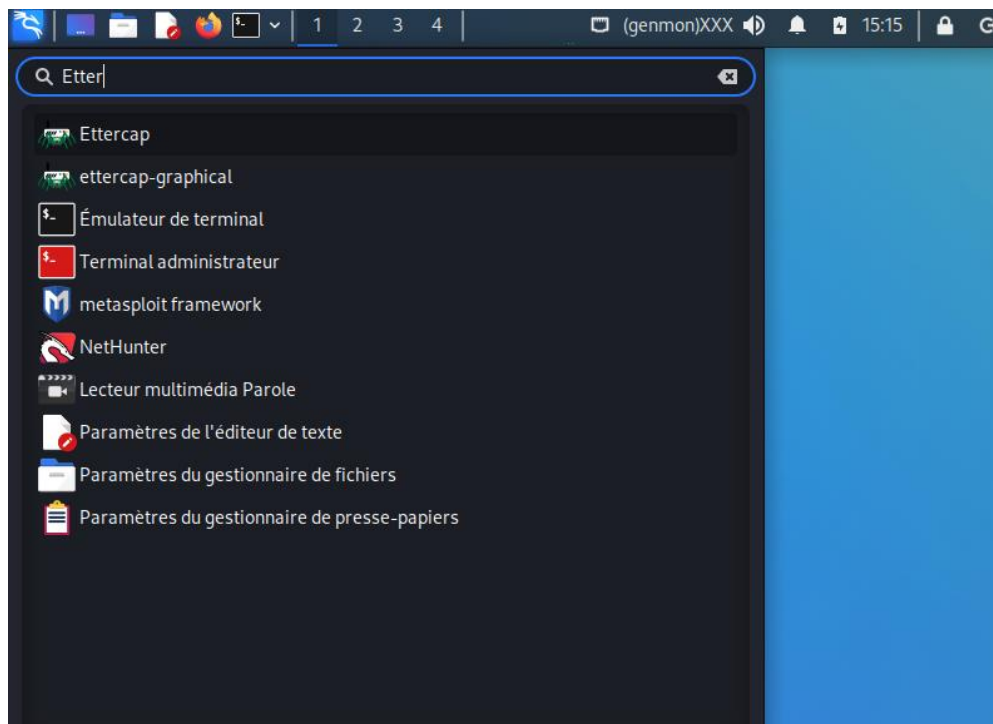 1 2 3 4 (genmon)XXX 15:15 G
Etter
Ettercap
ettercap-graphical
Émulateur de terminal
Terminal administrateur
metasploit framework
NetHunter
Lecteur multimédia Parole
Paramètres de l'éditeur de texte
Paramètres du gestionnaire de fichiers
Paramètres du gestionnaire de presse-papiers